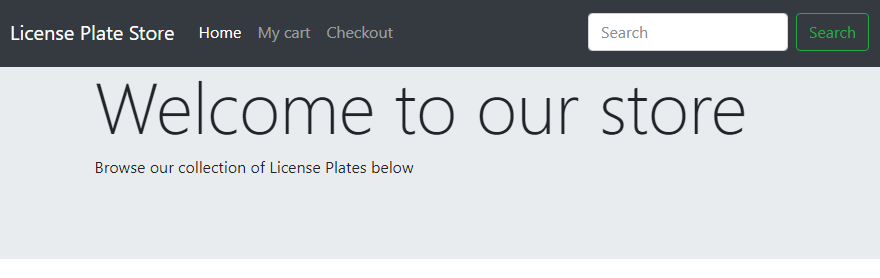 License Plate Store Home My cart Checkout Search Search
Welcome to our store
Browse our collection of License Plates below